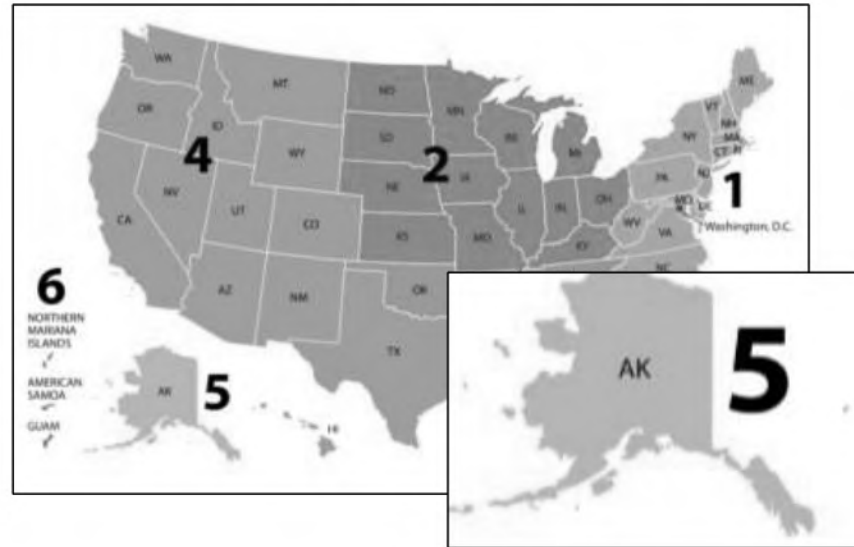 WA
MT
ND
MN
OR
ID
SD
WI
MI
ME
VT
NH
NY
MA
CT
RI
4
WY
2
NE
IA
PA
NJ
1
NV
UT
CO
IL
IN
OH
MD
DE
CA
KS
MO
KY
WV
VA
Washington, D.C.
NC
AZ
NM
OK
TX
6
NORTHERN
MARIANA
ISLANDS
AMERICAN
SAMOA
GUAM
AK
5
HI
AK
5